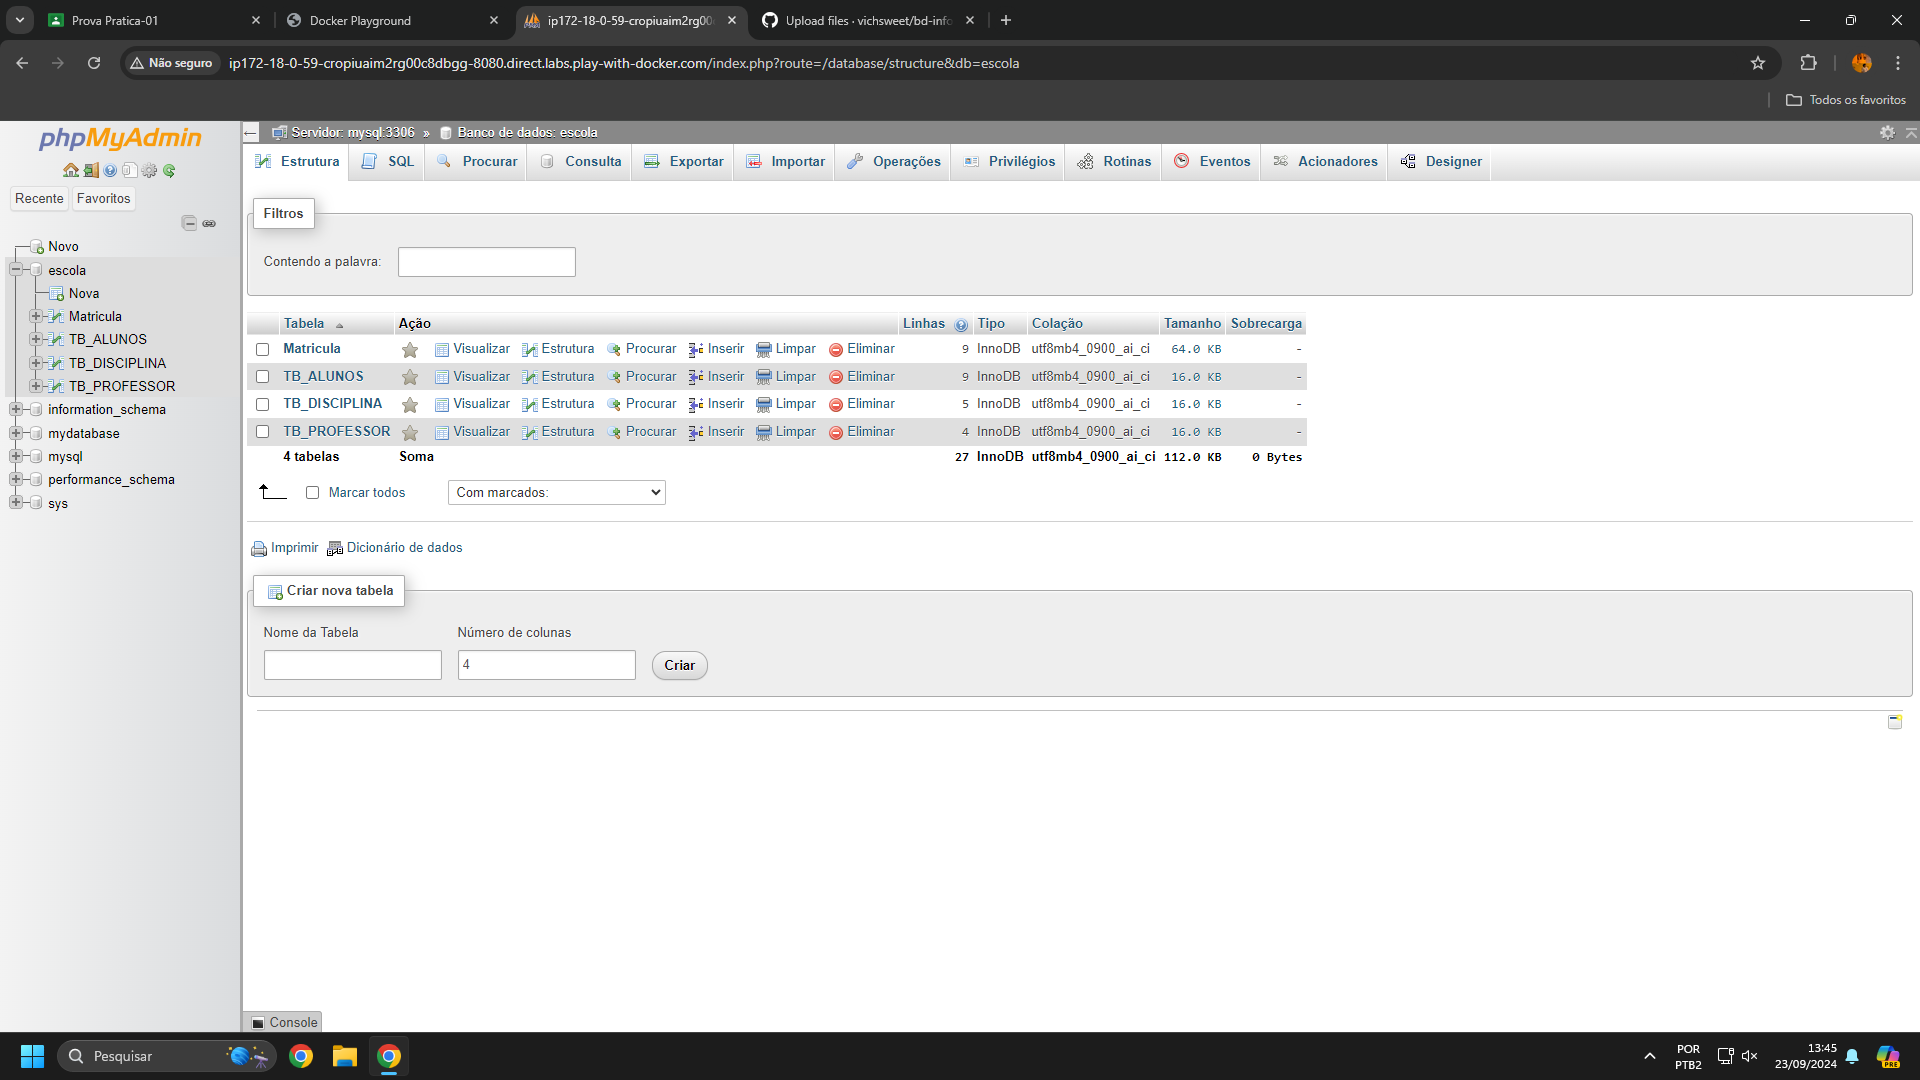 Prova Pratica-01
Docker Playground
ip172-18-0-59-cropiuaim2rg00
Upload files · vichsweet/bd-info
Não seguro
ip172-18-0-59-cropiuaim2rg00c8dbgg-8080.direct.labs.play-with-docker.com/index.php?route=/database/structure&db=escola
Todos os favoritos
phpMyAdmin
Recente Favoritos
Novo
escola
Nova
Matricula
TB_ALUNOS
TB_DISCIPLINA
TB_PROFESSOR
information_schema
mydatabase
mysql
performance_schema
sys
Servidor: mysql:3306 » Banco de dados: escola
Estrutura SQL Procurar Consulta Exportar Importar Operações Privilégios Rotinas Eventos Acionadores Designer
Filtros
Contendo a palavra:
Tabela Ação Linhas Tipo Colação Tamanho Sobrecarga
Matricula Visualizar Estrutura Procurar Inserir Limpar Eliminar 9 InnoDB utf8mb4_0900_ai_ci 64.0 KB -
TB_ALUNOS Visualizar Estrutura Procurar Inserir Limpar Eliminar 9 InnoDB utf8mb4_0900_ai_ci 16.0 KB -
TB_DISCIPLINA Visualizar Estrutura Procurar Inserir Limpar Eliminar 5 InnoDB utf8mb4_0900_ai_ci 16.0 KB -
TB_PROFESSOR Visualizar Estrutura Procurar Inserir Limpar Eliminar 4 InnoDB utf8mb4_0900_ai_ci 16.0 KB -
4 tabelas Soma 27 InnoDB utf8mb4_0900_ai_ci 112.0 KB 0 Bytes
Marcar todos Com marcados:
Imprimir Dicionário de dados
Criar nova tabela
Nome da Tabela Número de colunas
4 Criar
Console
Pesquisar
PRE
POR
PTB2
13:45
23/09/2024